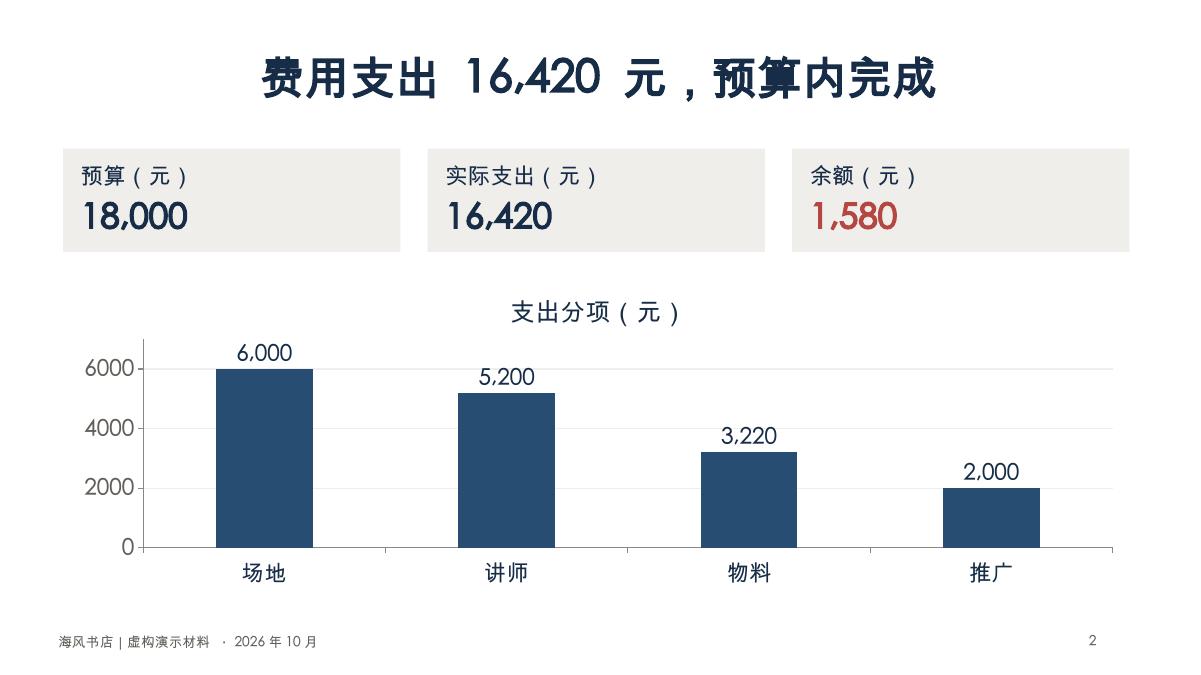 费用支出 16,420 元，预算内完成
预算（元）
18,000
实际支出（元）
16,420
余额（元）
1,580
支出分项（元）
6000
4000
2000
0
6,000
5,200
3,220
2,000
场地
讲师
物料
推广
海风书店 | 虚构演示材料 · 2026 年 10 月
2